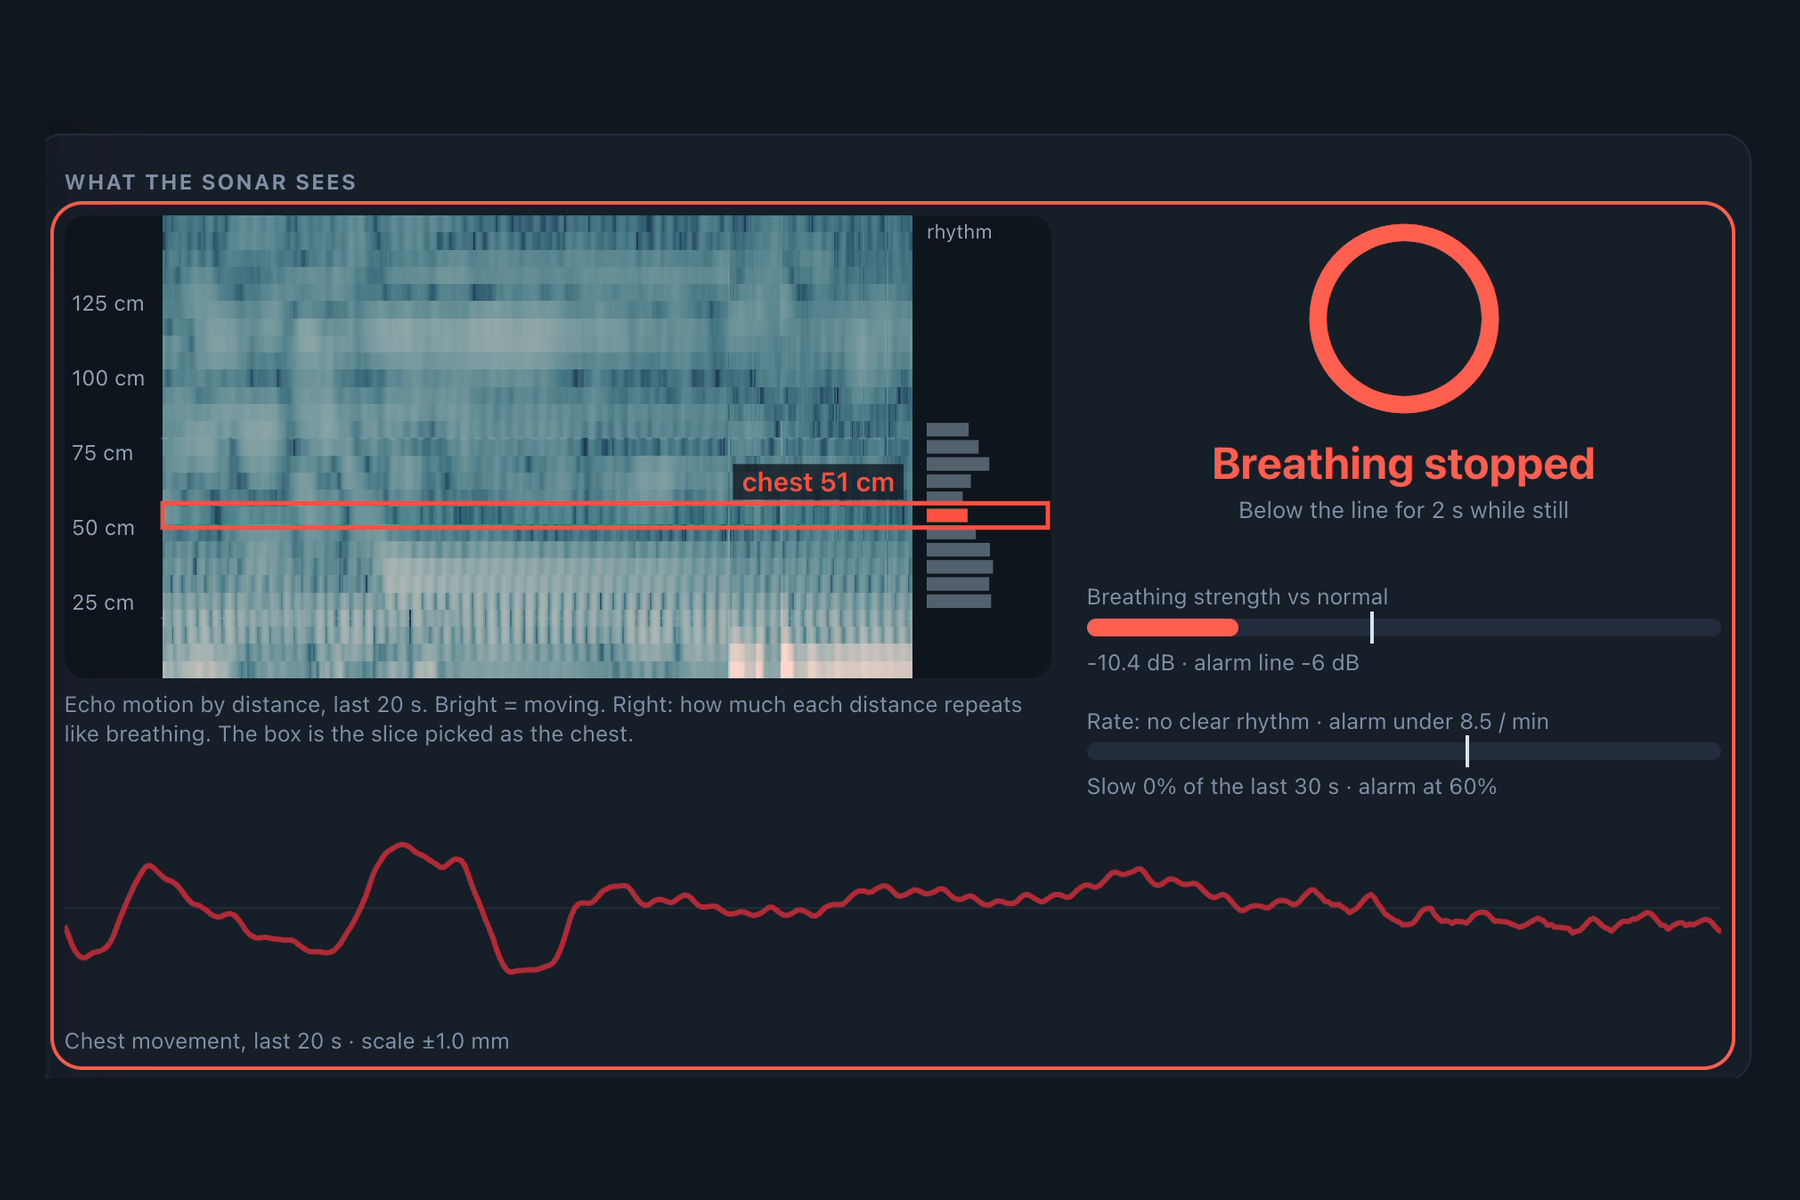 WHAT THE SONAR SEES
rhythm
125 cm
100 cm
75 cm
50 cm
25 cm
chest 51 cm
Echo motion by distance, last 20 s. Bright = moving. Right: how much each distance repeats
like breathing. The box is the slice picked as the chest.
Breathing stopped
Below the line for 2 s while still
Breathing strength vs normal
-10.4 dB · alarm line -6 dB
Rate: no clear rhythm · alarm under 8.5 / min
Slow 0% of the last 30 s · alarm at 60%
Chest movement, last 20 s · scale ±1.0 mm